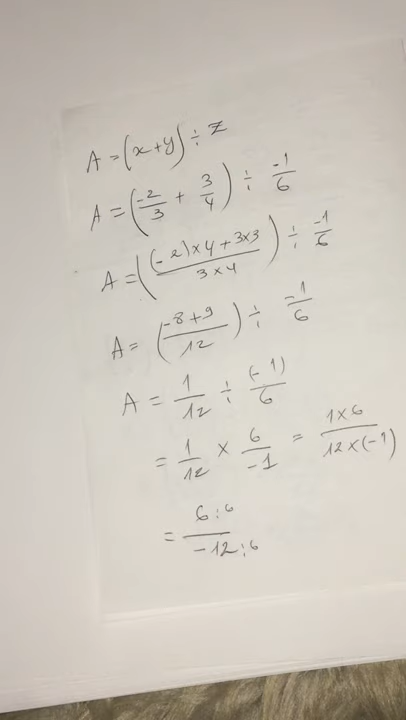 A = (x+y) ÷ z
A = (-2/3 + 3/4) ÷ -1/6
A = ((-2)×4 + 3×3 / 3×4) ÷ -1/6
A = (-8+9 / 12) ÷ -1/6
A = 1/12 ÷ (-1)/6
= 1/12 × 6/-1 = 1×6 / 12×(-1)
= 6:6 / -12:6